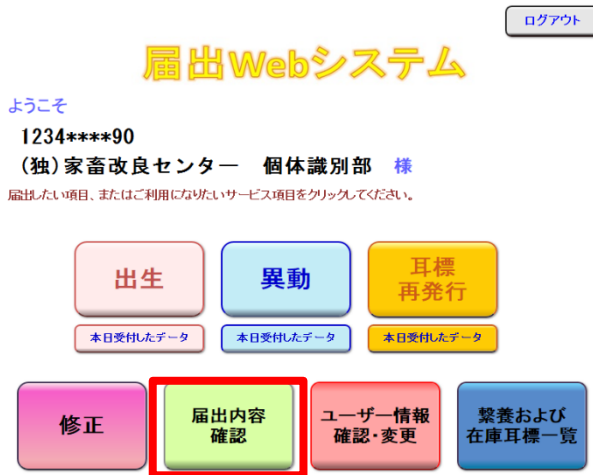 ログアウト
届出Webシステム
ようこそ
1234****90
(独)家畜改良センター　個体識別部　様
届出したい項目、またはご利用になりたいサービス項目をクリックしてください。
出生
異動
耳標
再発行
本日受付したデータ
本日受付したデータ
本日受付したデータ
修正
届出内容
確認
ユーザー情報
確認・変更
繋養および
在庫耳標一覧